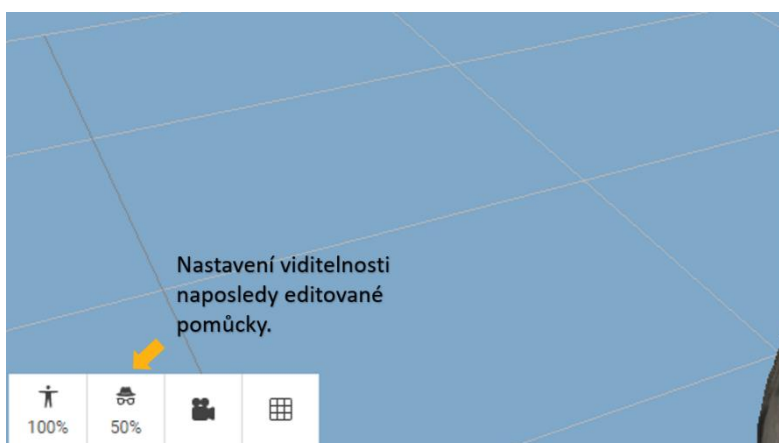 Nastavení viditelnosti
naposledy editované
pomůcky.
100%
50%